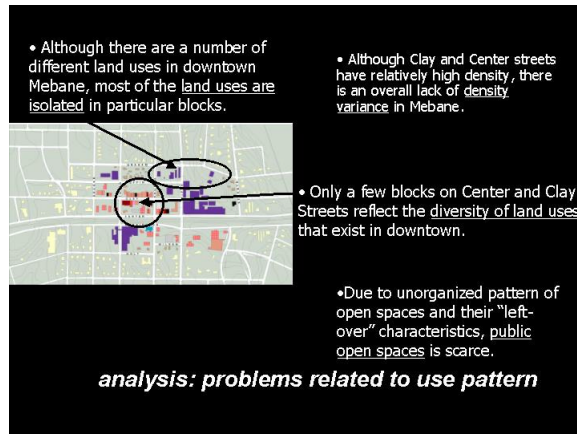 • Although there are a number of
different land uses in downtown
Mebane, most of the land uses are
isolated in particular blocks.
• Although Clay and Center streets
have relatively high density, there
is an overall lack of density
variance in Mebane.
• Only a few blocks on Center and Clay
Streets reflect the diversity of land uses
that exist in downtown.
•Due to unorganized pattern of
open spaces and their “left-
over” characteristics, public
open spaces is scarce.
analysis: problems related to use pattern